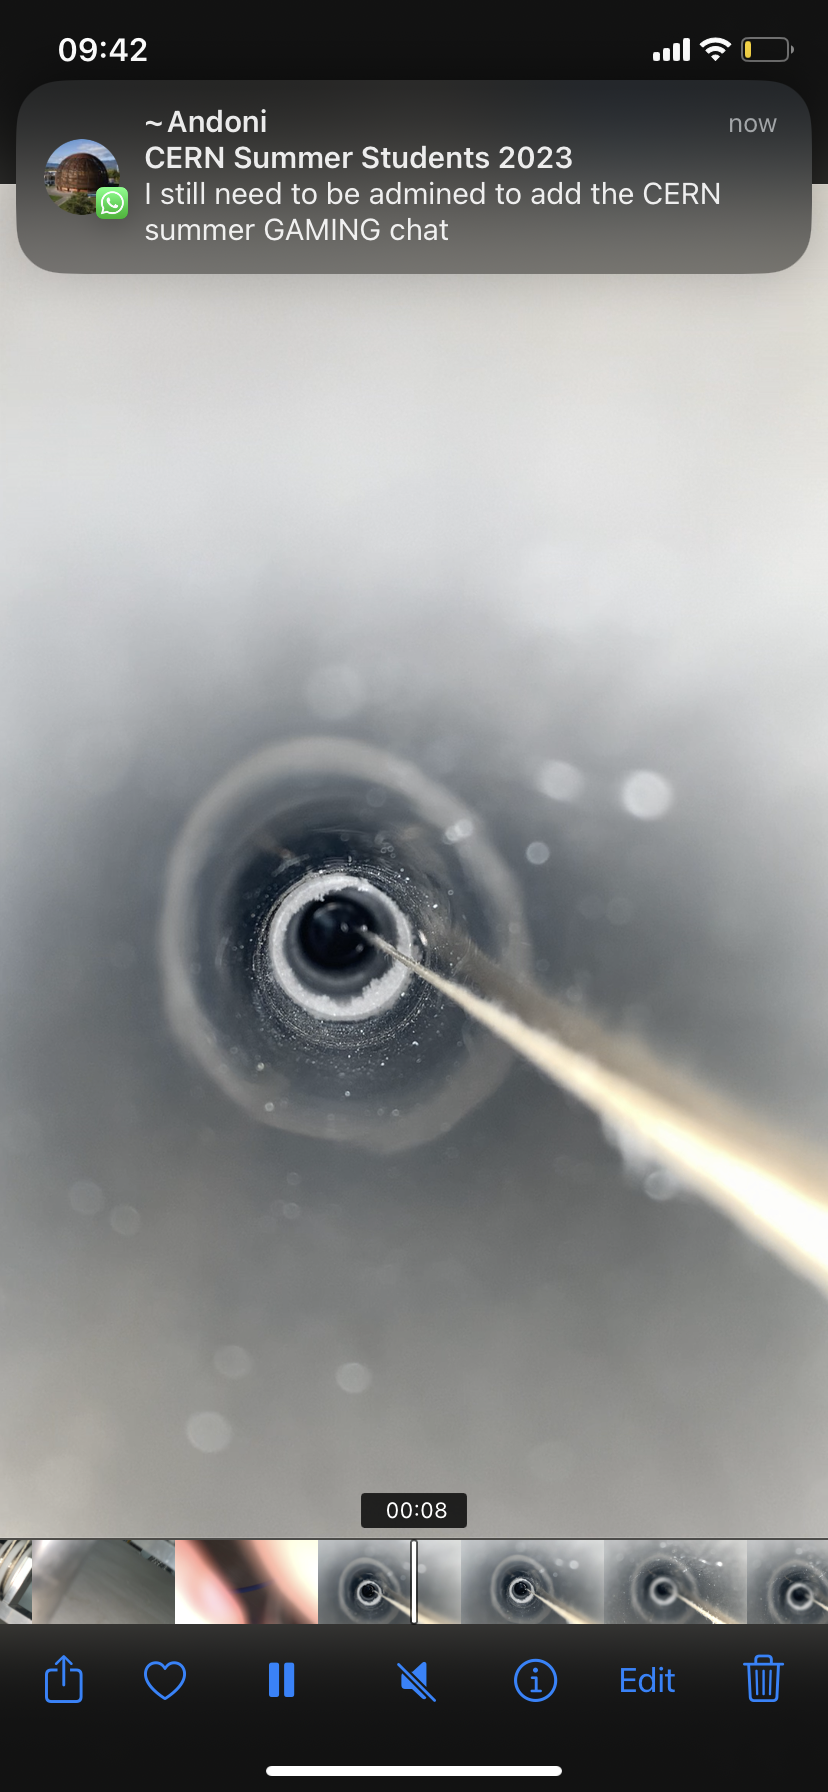 09:42
~Andoni
now
CERN Summer Students 2023
I still need to be admined to add the CERN
summer GAMING chat
00:08
Edit